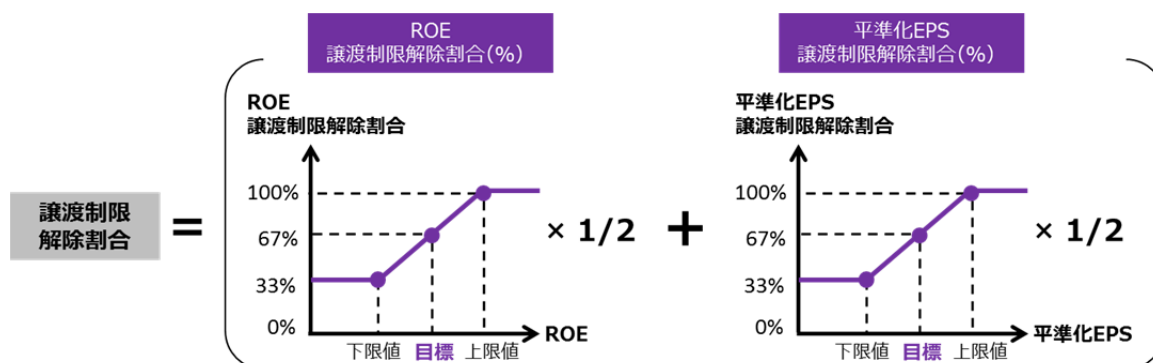 ROE
譲渡制限解除割合(%)
平準化EPS
譲渡制限解除割合(%)
ROE
譲渡制限解除割合
平準化EPS
譲渡制限解除割合
譲渡制限
解除割合
=
100%
67%
33%
0%
下限値 目標 上限値
ROE
× 1/2
+
100%
67%
33%
0%
下限値 目標 上限値
平準化EPS
× 1/2